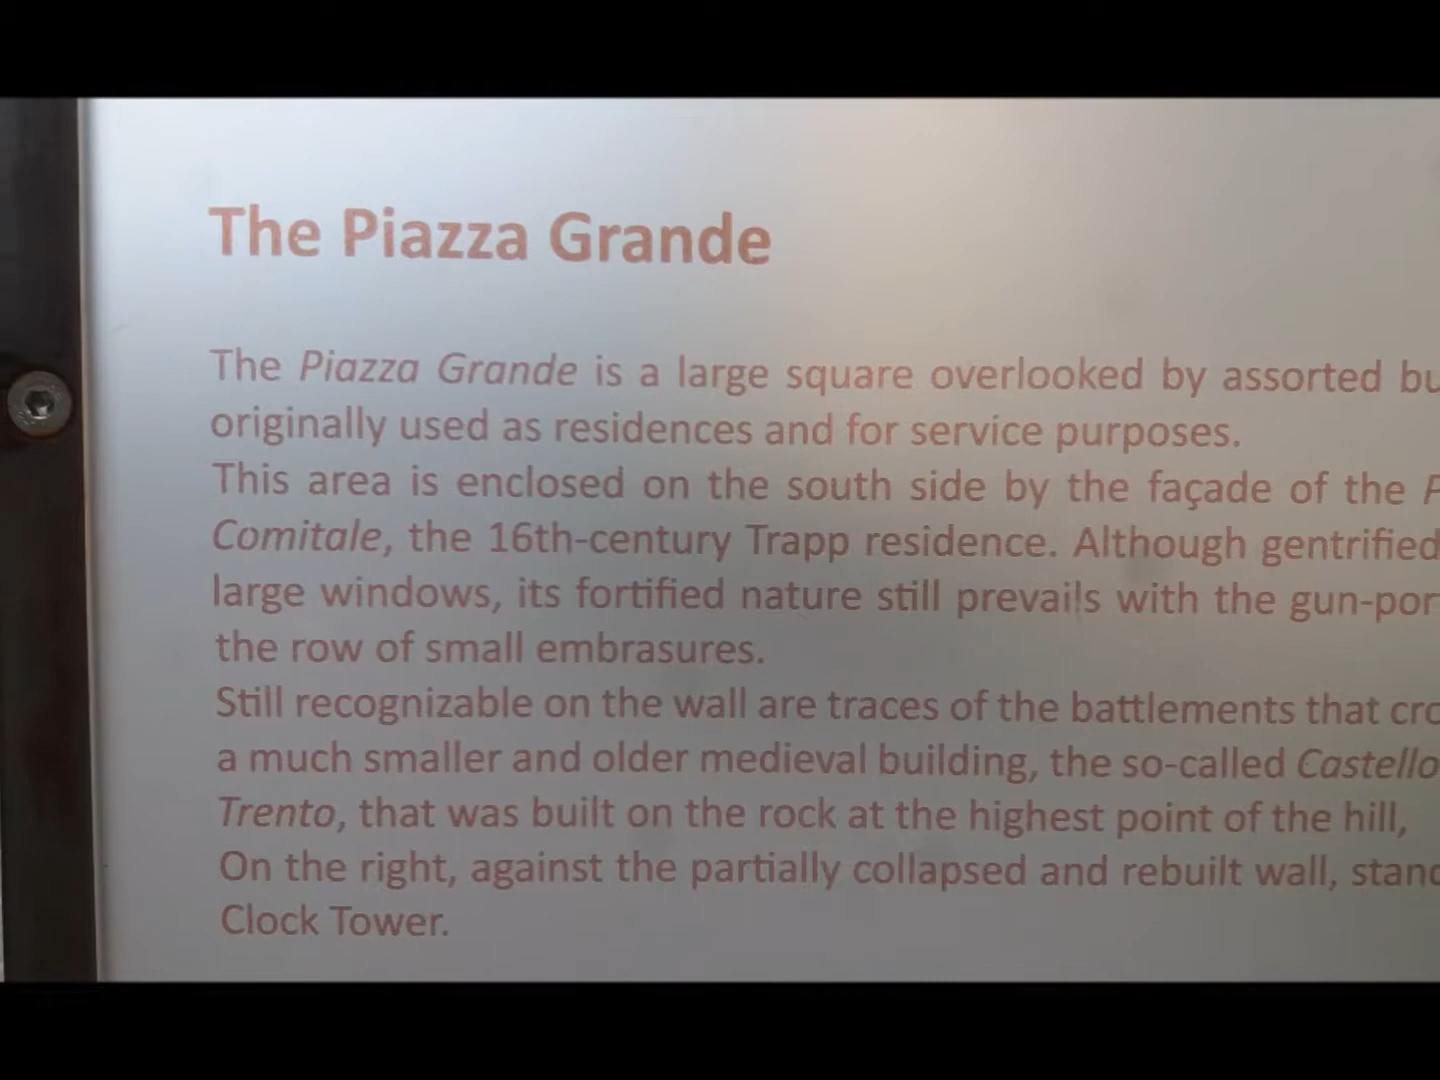 The Piazza Grande
The Piazza Grande is a large square overlooked by assorted
originally used as residences and for service purposes.
This area is enclosed on the south side by the façade of the
Comitale, the 16th-century Trapp residence. Although gentrified
large windows, its fortified nature still prevails with the
the row of small embrasures.
Still recognizable on the wall are traces of the battlements that
a much smaller and older medieval building, the so-called Castello
Trento, that was built on the rock at the highest point of the hill,
On the right, against the partially collapsed and rebuilt wall,
Clock Tower.